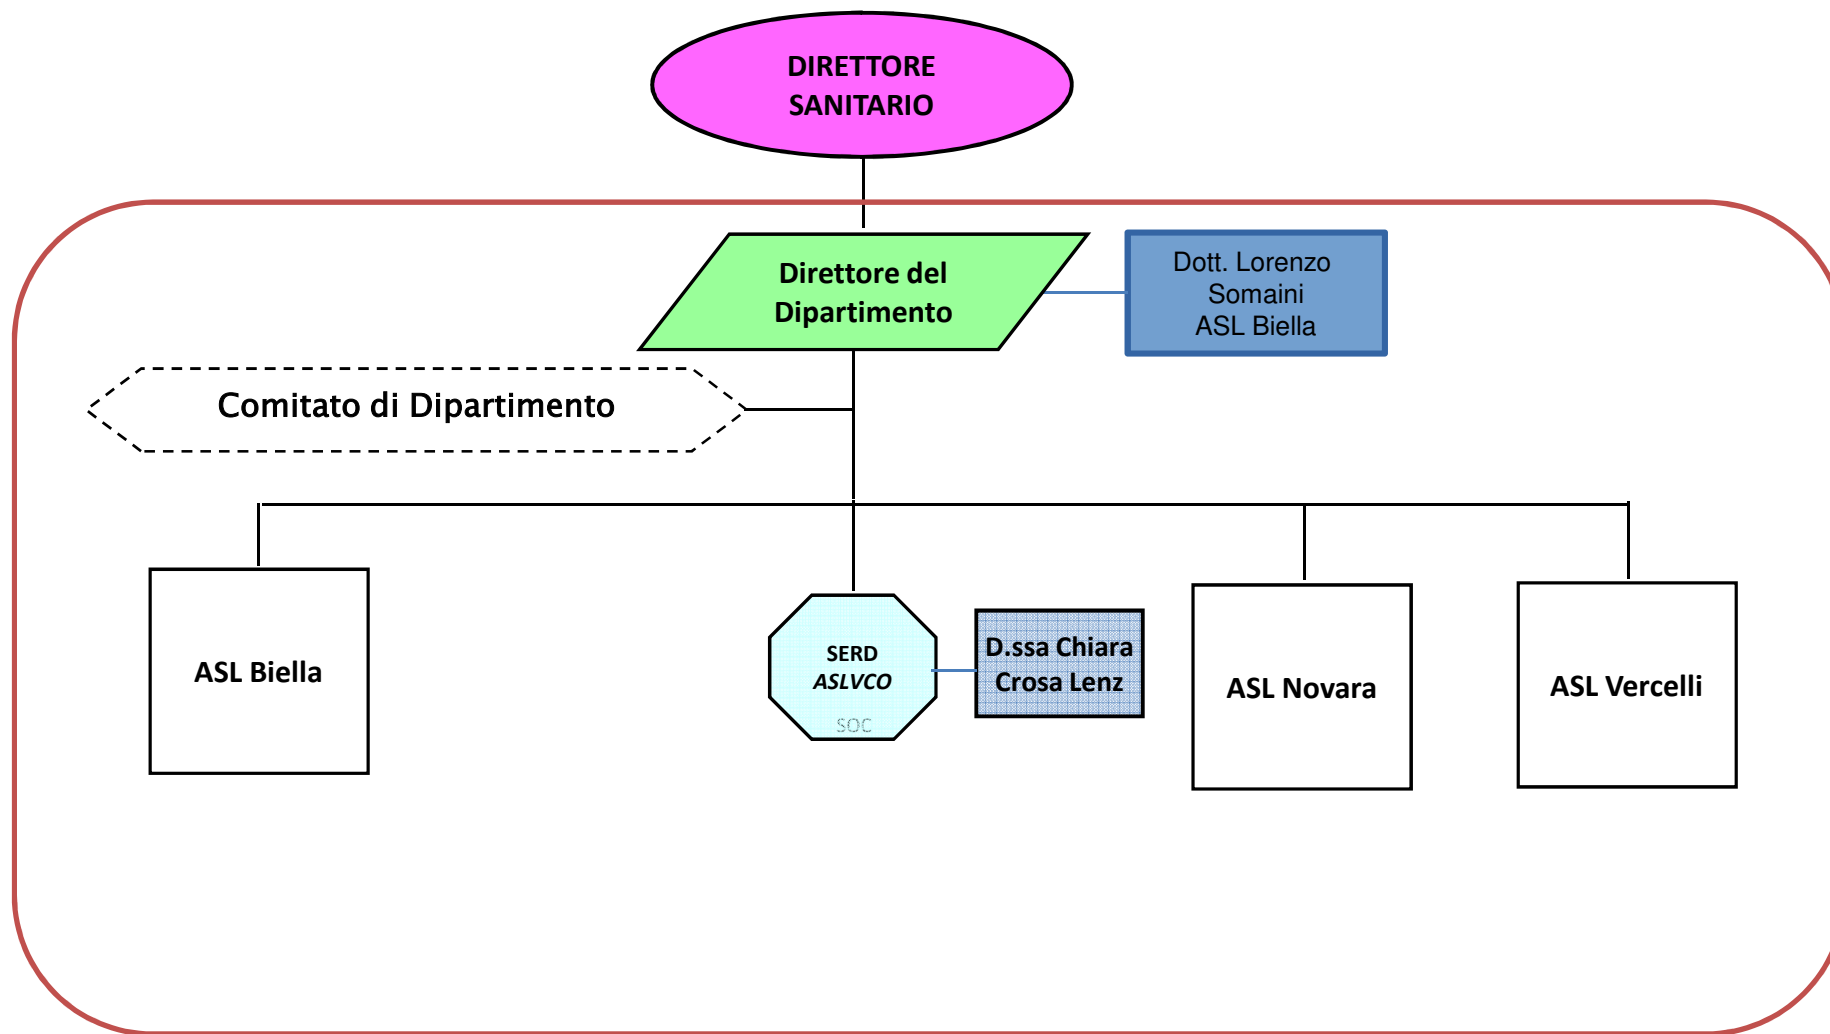 DIRETTORE
SANITARIO
Direttore del
Dipartimento
Dott. Lorenzo
Somaini
ASL Biella
Comitato di Dipartimento
ASL Biella
SERD
ASLVCO
SOC
D.ssa Chiara
Crosa Lenz
ASL Novara
ASL Vercelli